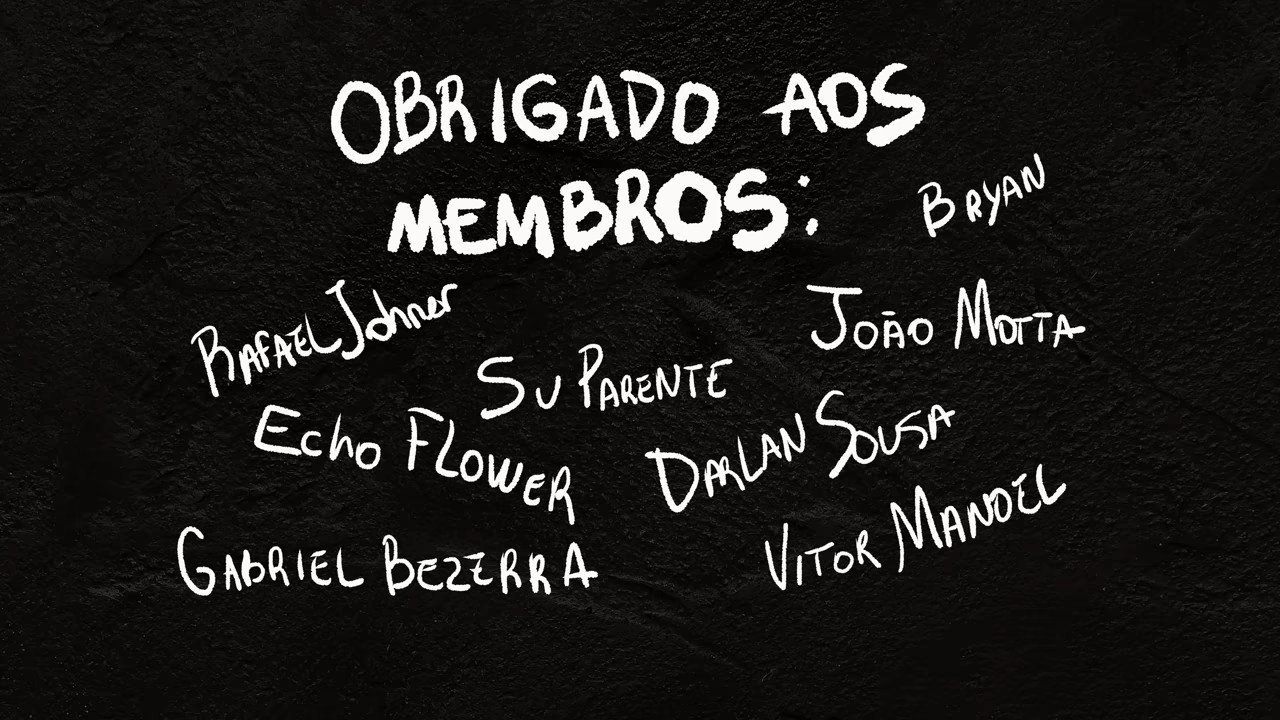 OBRIGADO AOS
MEMBROS:
BRYAN
RAFAEL Johner
JOÃO MOTTA
SU PARENTE
Echo FLOWER
DARLAN SOUSA
VITOR MANOEL
GABRIEL BEZERRA